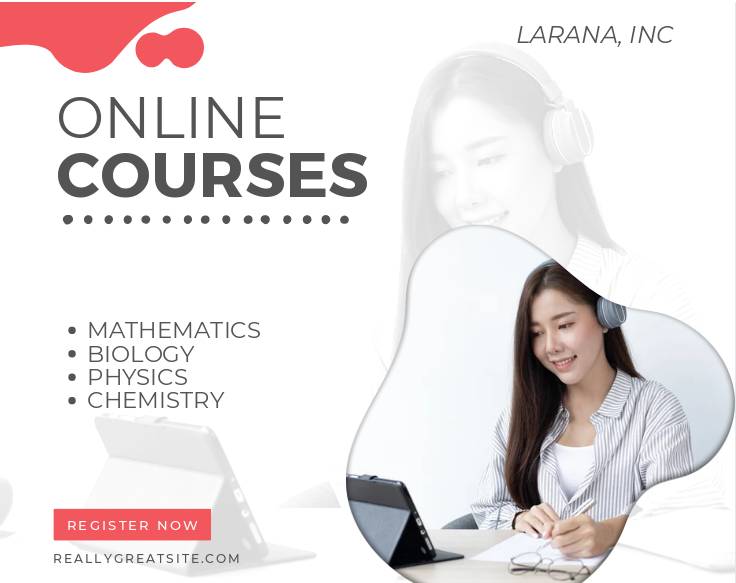 LARANA, INC
ONLINE
COURSES
MATHEMATICS
BIOLOGY
PHYSICS
CHEMISTRY
REGISTER NOW
REALLYGREATSITE.COM